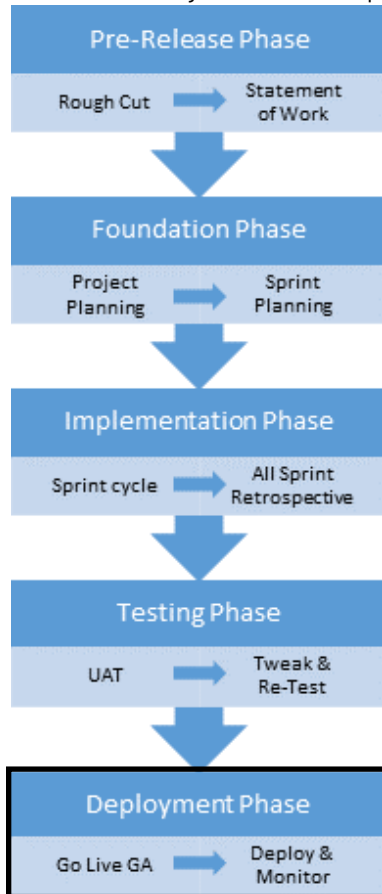 Pre-Release Phase
Rough Cut
Statement
of Work
Foundation Phase
Project
Planning
Sprint
Planning
Implementation Phase
Sprint cycle
All Sprint
Retrospective
Testing Phase
UAT
Tweak &
Re-Test
Deployment Phase
Go Live GA
Deploy &
Monitor